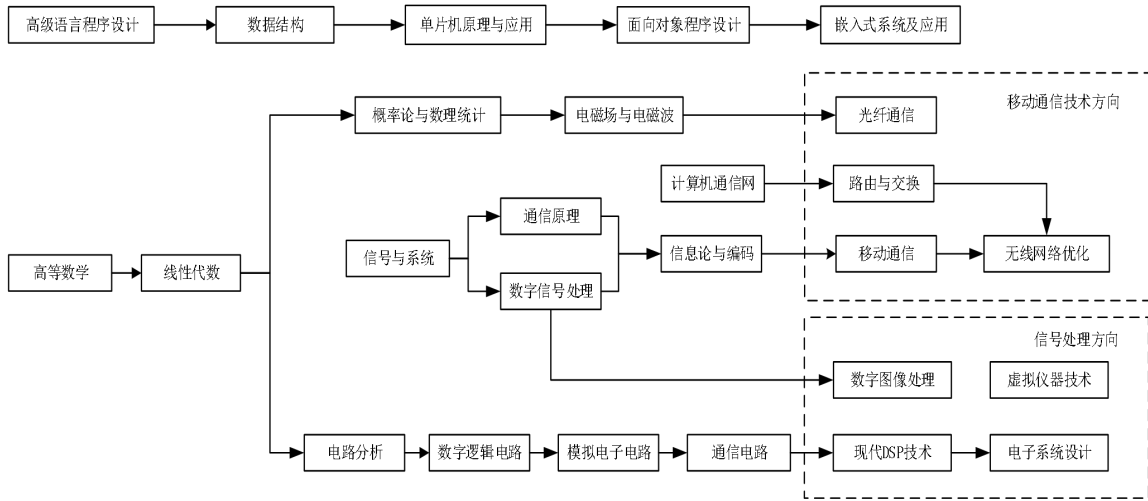 高级语言程序设计
数据结构
单片机原理与应用
面向对象程序设计
嵌入式系统及应用
移动通信技术方向
概率论与数理统计
电磁场与电磁波
光纤通信
计算机通信网
路由与交换
通信原理
信号与系统
信息论与编码
移动通信
无线网络优化
高等数学
线性代数
数字信号处理
信号处理方向
数字图像处理
虚拟仪器技术
电路分析
数字逻辑电路
模拟电子电路
通信电路
现代DSP技术
电子系统设计